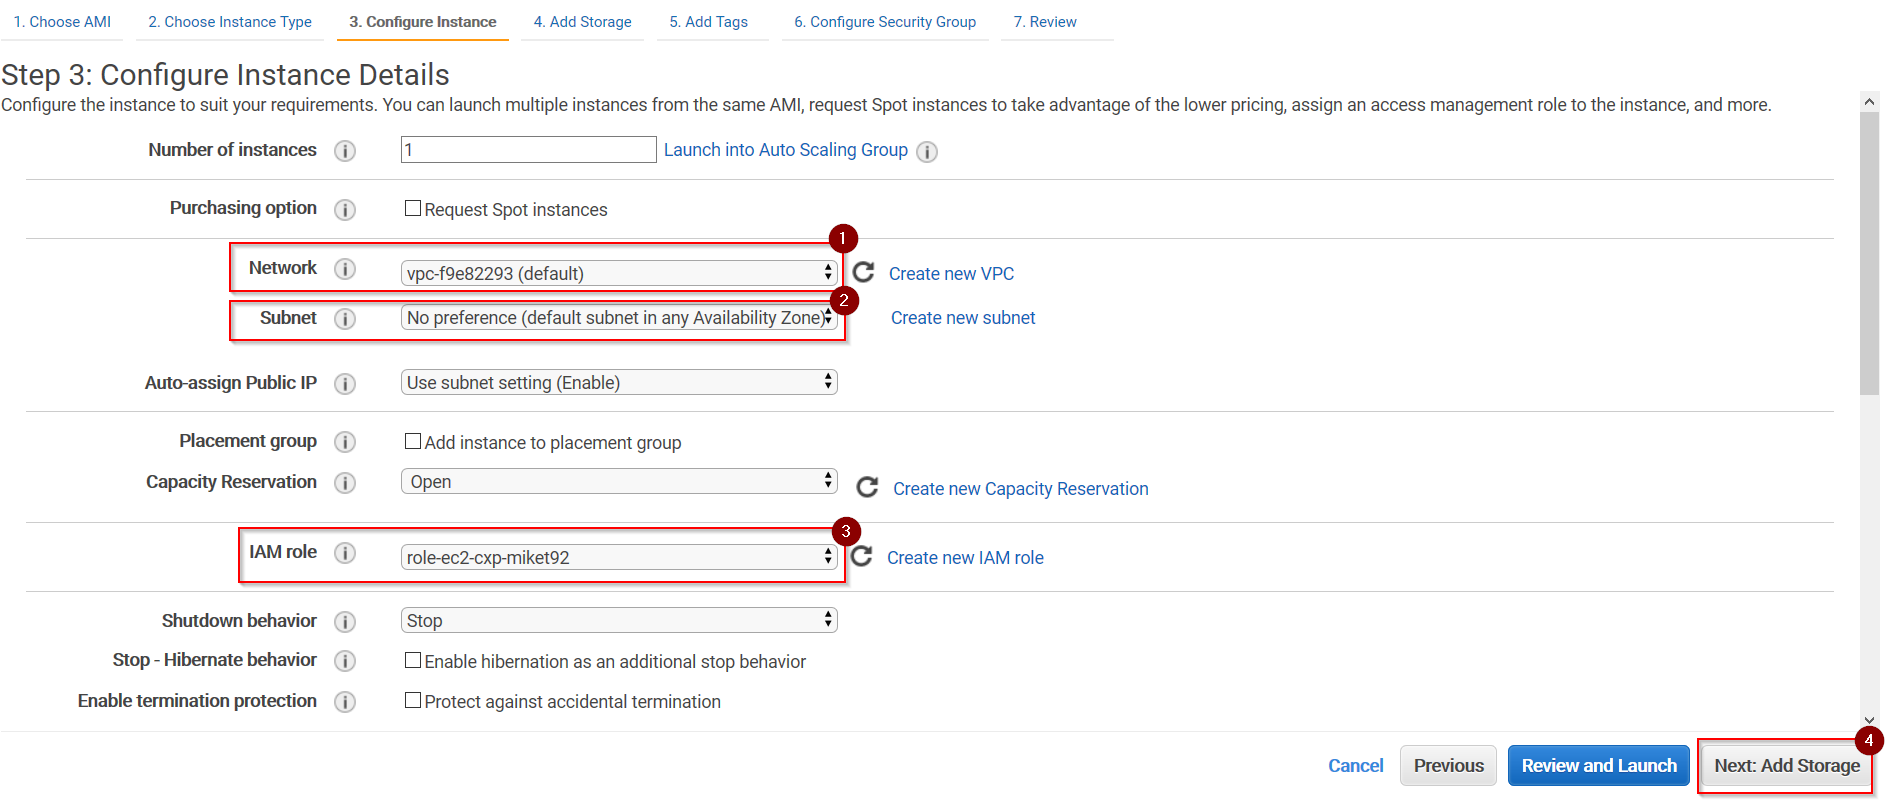 1. Choose AMI 2. Choose Instance Type 3. Configure Instance 4. Add Storage 5. Add Tags 6. Configure Security Group 7. Review
Step 3: Configure Instance Details
Configure the instance to suit your requirements. You can launch multiple instances from the same AMI, request Spot instances to take advantage of the lower pricing, assign an access management role to the instance, and more.
Number of instances i 1 Launch into Auto Scaling Group i
Purchasing option i Request Spot instances
1
Network i vpc-f9e82293 (default) Create new VPC
2
Subnet i No preference (default subnet in any Availability Zone) Create new subnet
Auto-assign Public IP i Use subnet setting (Enable)
Placement group i Add instance to placement group
Capacity Reservation i Open Create new Capacity Reservation
3
IAM role i role-ec2-cxp-miket92 Create new IAM role
Shutdown behavior i Stop
Stop - Hibernate behavior i Enable hibernation as an additional stop behavior
Enable termination protection i Protect against accidental termination
4
Cancel Previous Review and Launch Next: Add Storage